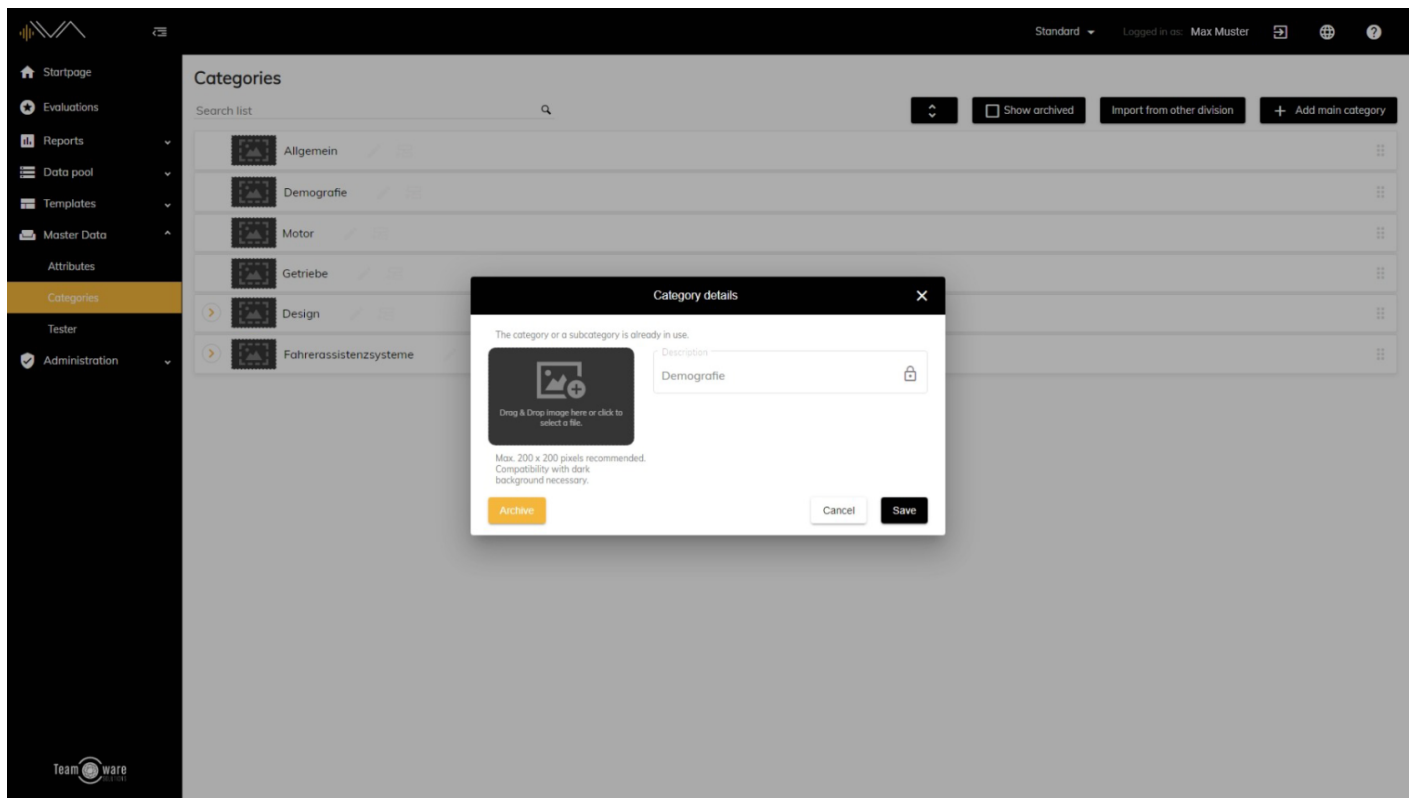 Standard
Logged in as: Max Muster
Startpage
Evaluations
Reports
Data pool
Templates
Master Data
Attributes
Categories
Tester
Administration
Team ware
Categories
Search list
Show archived
Import from other division
+ Add main category
Allgemein
Demografie
Motor
Getriebe
Design
Fahrerassistenzsysteme
Category details
The category or a subcategory is already in use.
Drag & Drop image here or click to
select a file.
Description
Demografie
Max. 200 x 200 pixels recommended.
Compatibility with dark
background necessary.
Archive
Cancel
Save